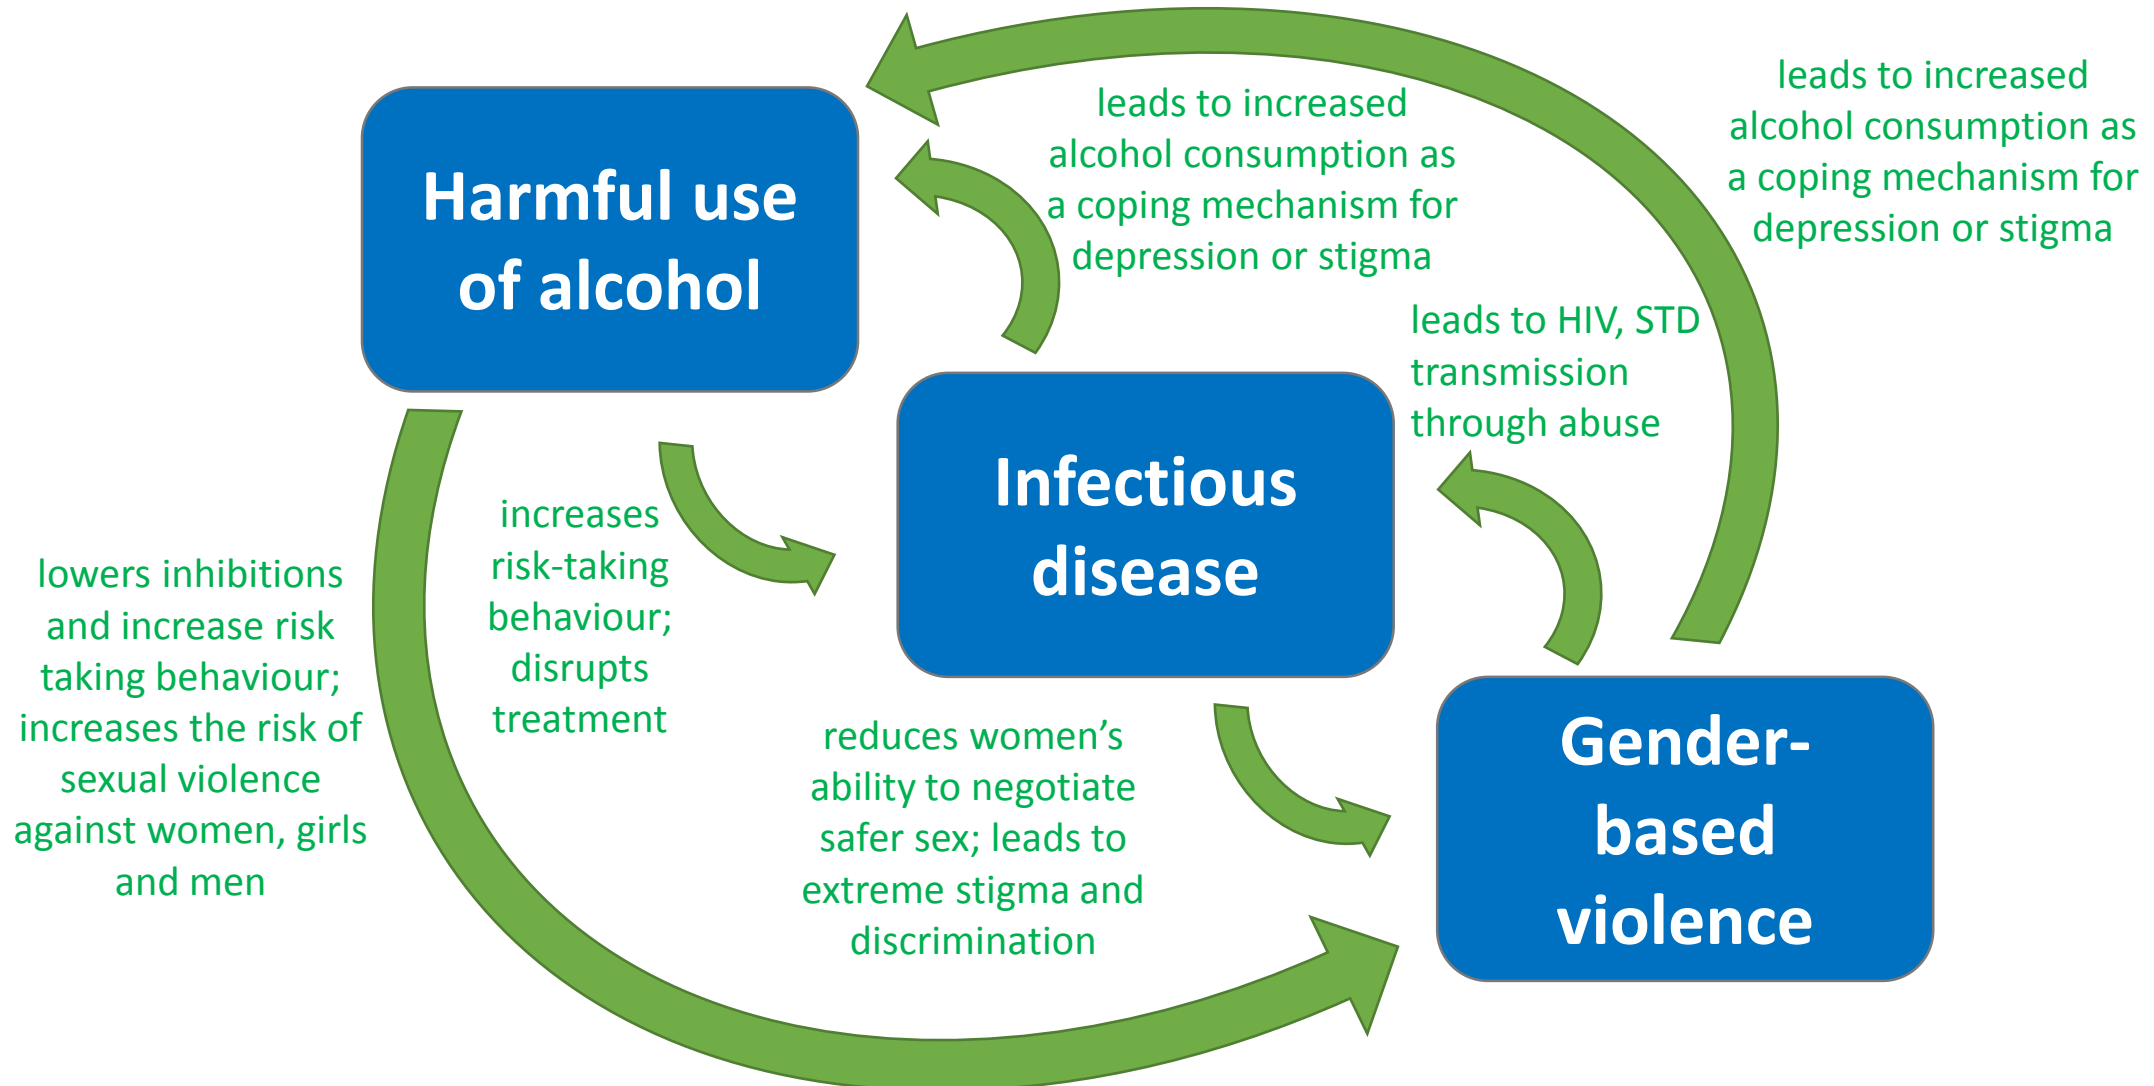 Harmful use
of alcohol
leads to increased
alcohol consumption as
a coping mechanism for
depression or stigma
leads to increased
alcohol consumption as
a coping mechanism for
depression or stigma
leads to HIV, STD
transmission
through abuse
Infectious
disease
increases
risk-taking
behaviour;
disrupts
treatment
lowers inhibitions
and increase risk
taking behaviour;
increases the risk of
sexual violence
against women, girls
and men
reduces women’s
ability to negotiate
safer sex; leads to
extreme stigma and
discrimination
Gender-
based
violence